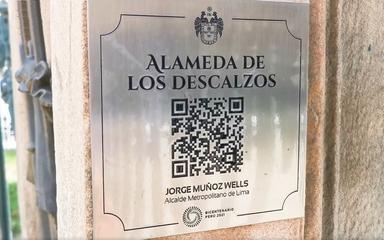 ALAMEDA DE
LOS DESCALZOS
JORGE MUÑOZ WELLS
Alcalde Metropolitano de Lima
BICENTENARIO
PERÚ 2021